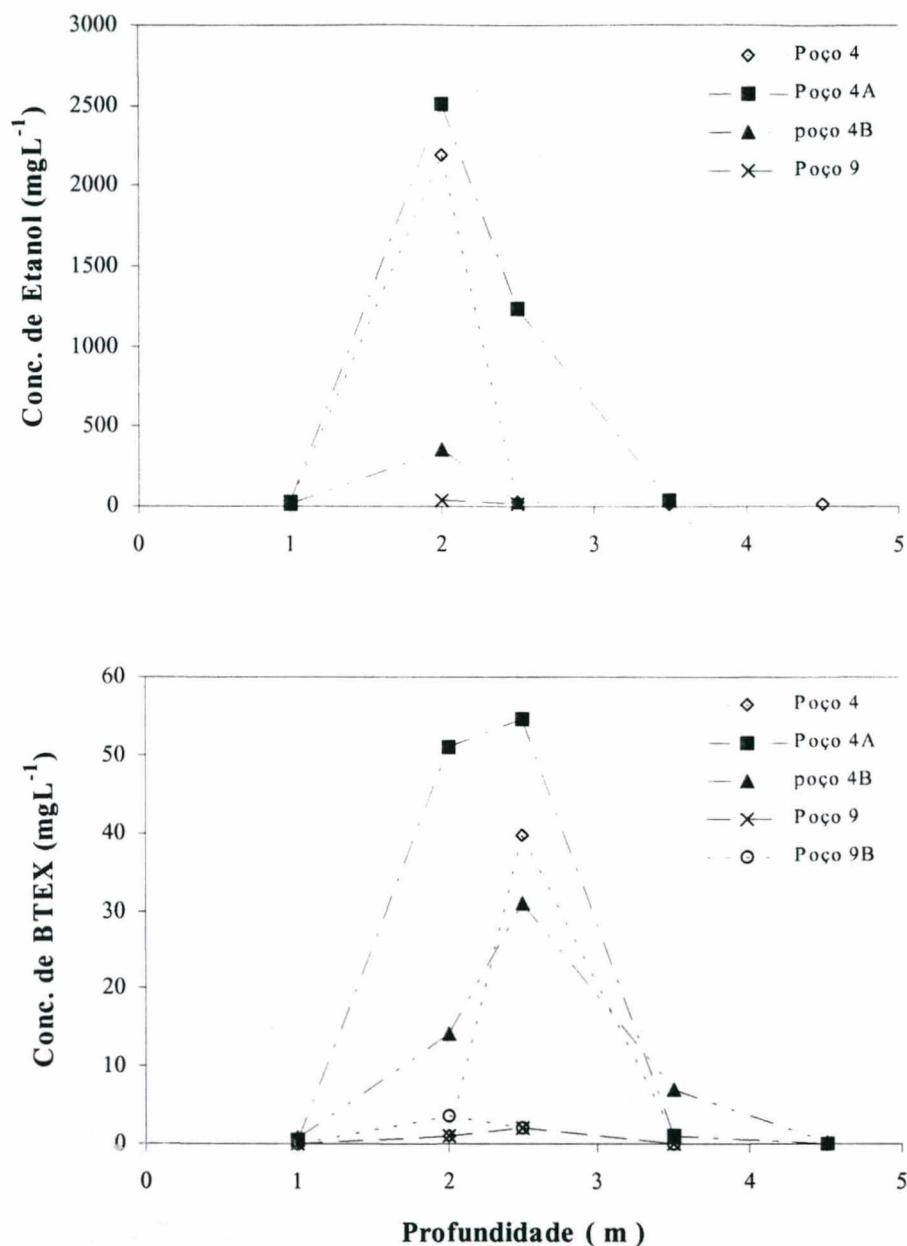 Conc. de Etanol (mgL-1)
3000
2500
2000
1500
1000
500
0
0 1 2 3 4 5
Poço 4
Poço 4A
poço 4B
Poço 9
Conc. de BTEX (mgL-1)
60
50
40
30
20
10
0
0 1 2 3 4 5
Poço 4
Poço 4A
poço 4B
Poço 9
Poço 9B
Profundidade ( m )